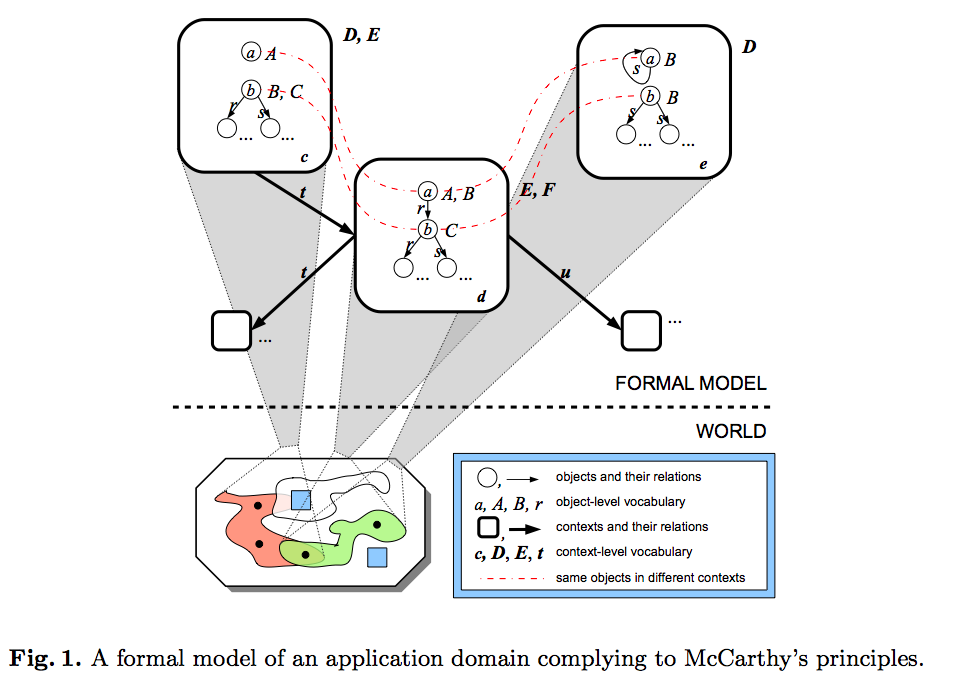 D, E
a A
b B, C
r s
... ...
c
D
s a B
b B
s s
... ...
e
t
a A, B
E, F
r
b C
r s
... ...
d
t
u
...
...
FORMAL MODEL
WORLD
, objects and their relations
a, A, B, r object-level vocabulary
, contexts and their relations
c, D, E, t context-level vocabulary
same objects in different contexts
Fig. 1. A formal model of an application domain complying to McCarthy's principles.